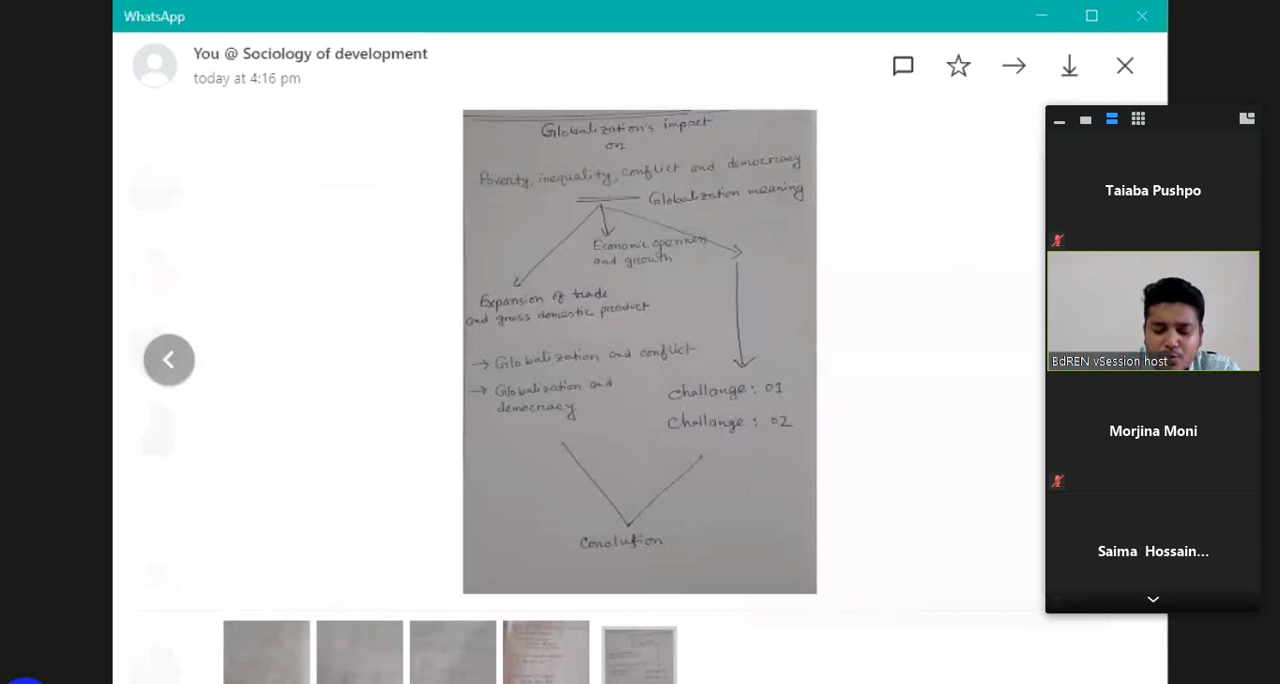 WhatsApp
You @ Sociology of development
today at 4:16 pm
Globalization's impact
on
Poverty, inequality, conflict and democracy
Globalization meaning
Economic openness
and growth
Expansion of trade
and gross domestic product
→ Globalization and conflict
→ Globalization and
democracy
challange: 01
challange: 02
Conclusion
Taiaba Pushpo
BdREN vSession host
Morjina Moni
Saima Hossain...